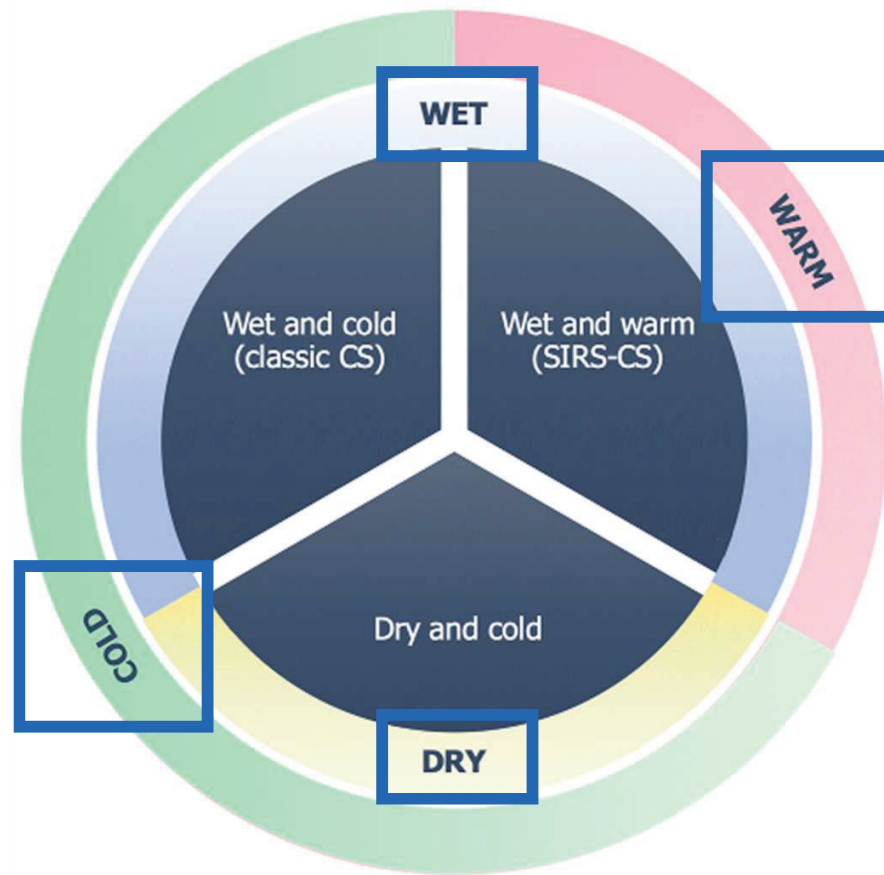 WET
WARM
Wet and cold
(classic CS)
Wet and warm
(SIRS-CS)
COLD
Dry and cold
DRY